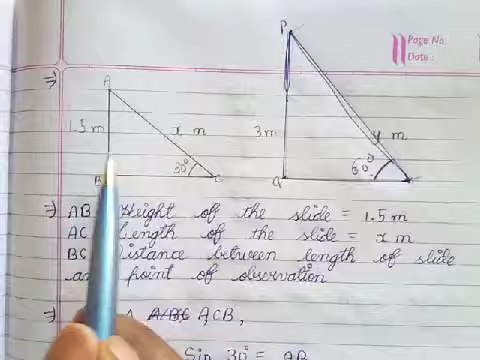 Page No:
Date:
⇒
P
A
1.5 m
x m
30°
C
3 m
y m
60°
Q
⇒ AB Height of the slide = 1.5 m
AC Length of the slide = x m
BC Distance between length of slide
point of observation
⇒ ACB,
Sin 30° = AB